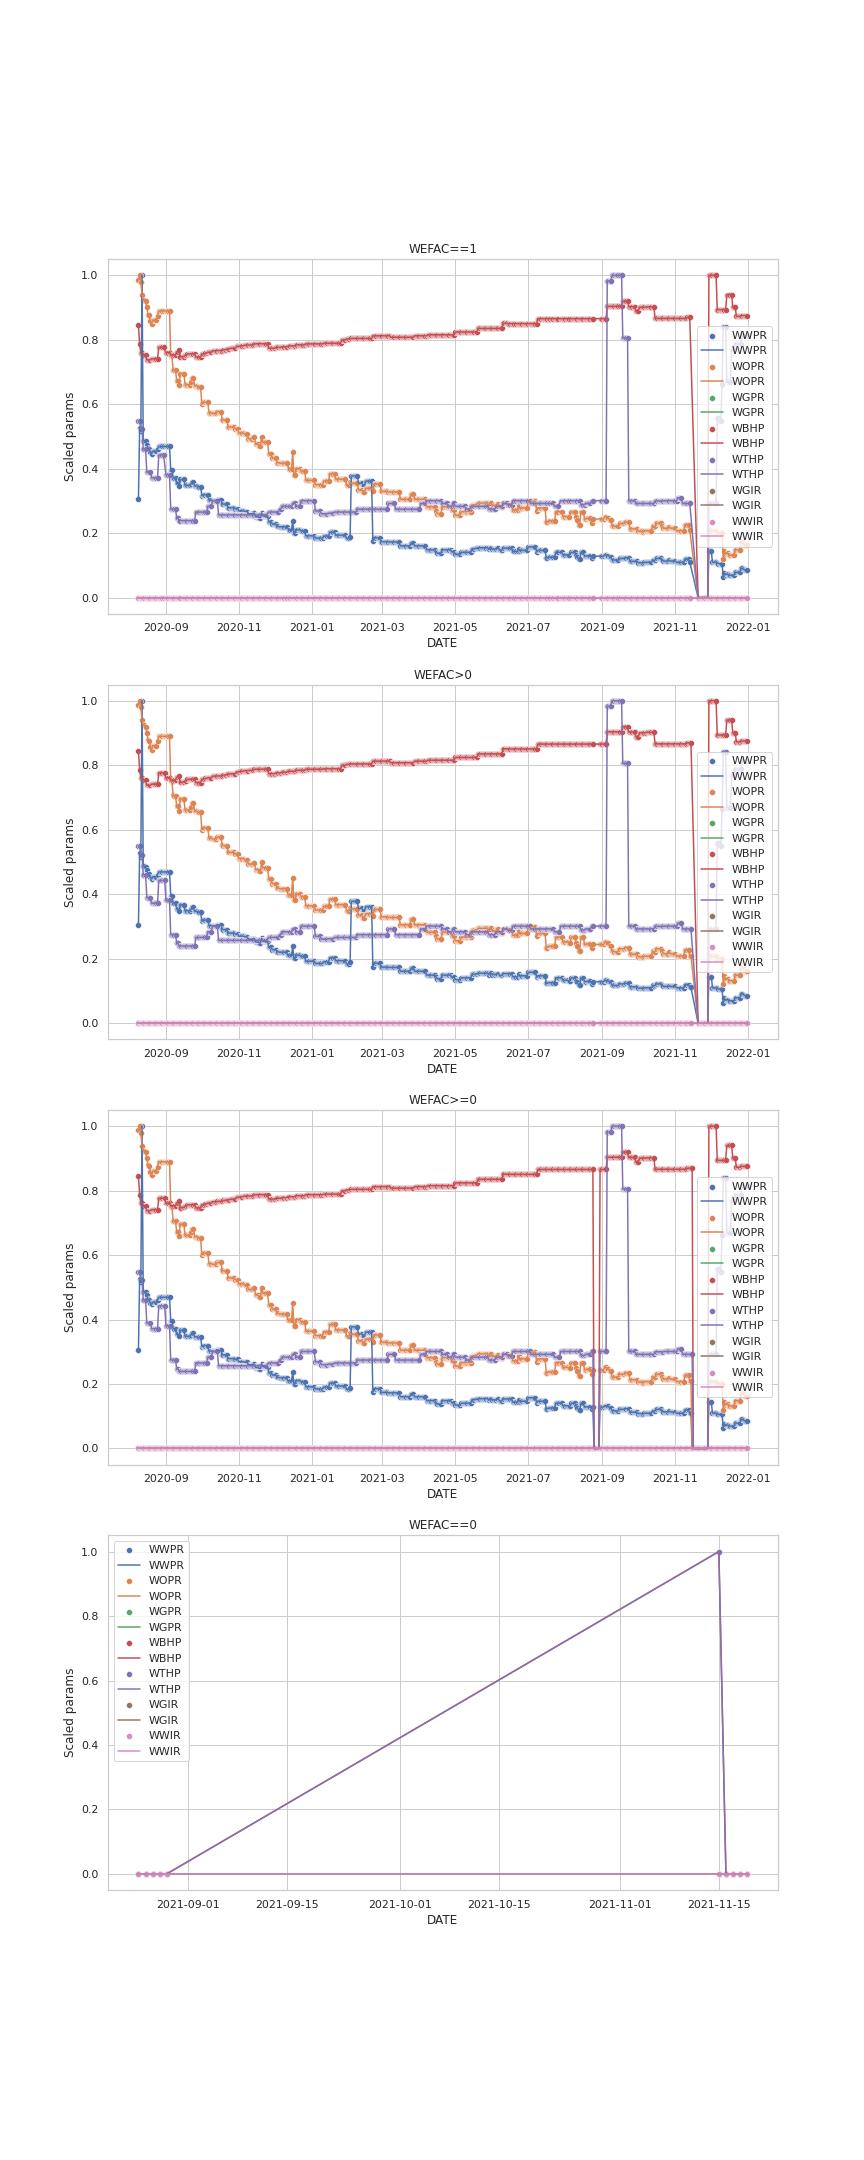 WEFAC==1
1.0
0.8
0.6
0.4
0.2
0.0
Scaled params
WWPR
WWPR
WOPR
WOPR
WGPR
WGPR
WBHP
WBHP
WTHP
WTHP
WGIR
WGIR
WWIR
WWIR
2020-09 2020-11 2021-01 2021-03 2021-05 2021-07 2021-09 2021-11 2022-01
DATE
WEFAC>0
1.0
0.8
0.6
0.4
0.2
0.0
Scaled params
WWPR
WWPR
WOPR
WOPR
WGPR
WGPR
WBHP
WBHP
WTHP
WTHP
WGIR
WGIR
WWIR
WWIR
2020-09 2020-11 2021-01 2021-03 2021-05 2021-07 2021-09 2021-11 2022-01
DATE
WEFAC>=0
1.0
0.8
0.6
0.4
0.2
0.0
Scaled params
WWPR
WWPR
WOPR
WOPR
WGPR
WGPR
WBHP
WBHP
WTHP
WTHP
WGIR
WGIR
WWIR
WWIR
2020-09 2020-11 2021-01 2021-03 2021-05 2021-07 2021-09 2021-11 2022-01
DATE
WEFAC==0
1.0
0.8
0.6
0.4
0.2
0.0
Scaled params
WWPR
WWPR
WOPR
WOPR
WGPR
WGPR
WBHP
WBHP
WTHP
WTHP
WGIR
WGIR
WWIR
WWIR
2021-09-01 2021-09-15 2021-10-01 2021-10-15 2021-11-01 2021-11-15
DATE